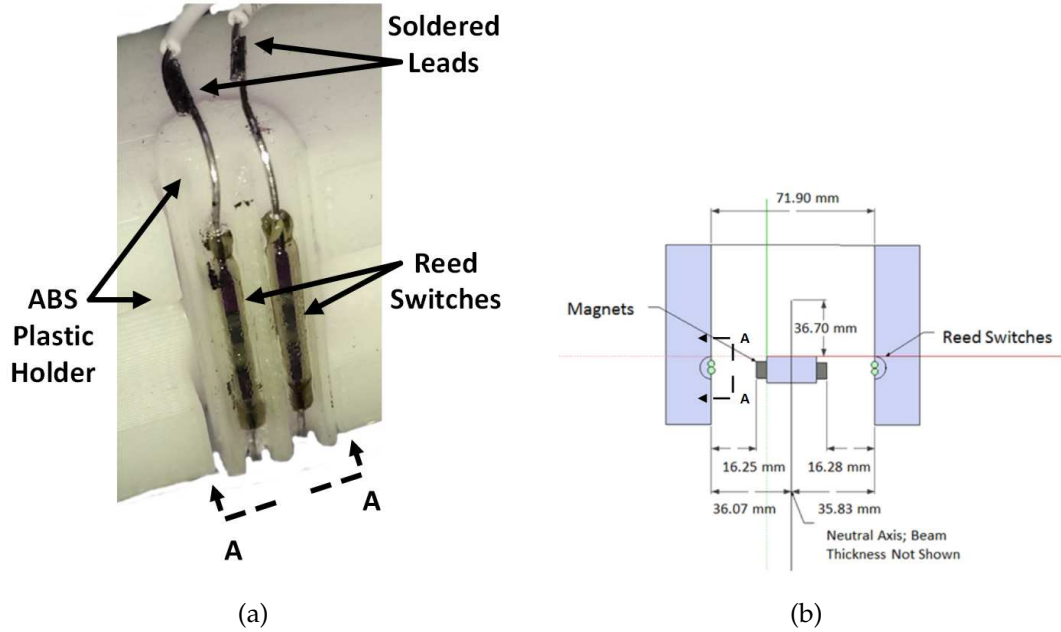 Soldered
Leads
ABS
Plastic
Holder
Reed
Switches
A
A
(a)
71.90 mm
Magnets
36.70 mm
Reed Switches
A
A
16.25 mm
16.28 mm
36.07 mm
35.83 mm
Neutral Axis; Beam
Thickness Not Shown
(b)